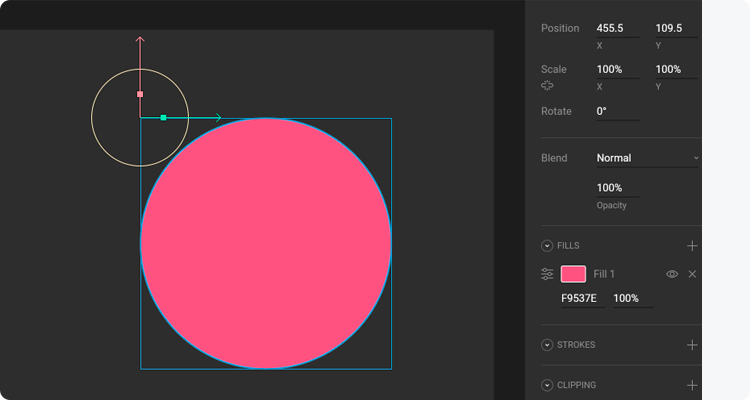 Position 455.5 109.5
X Y
Scale 100% 100%
X Y
Rotate 0°
Blend Normal
100%
Opacity
FILLS
Fill 1
F9537E 100%
STROKES
CLIPPING